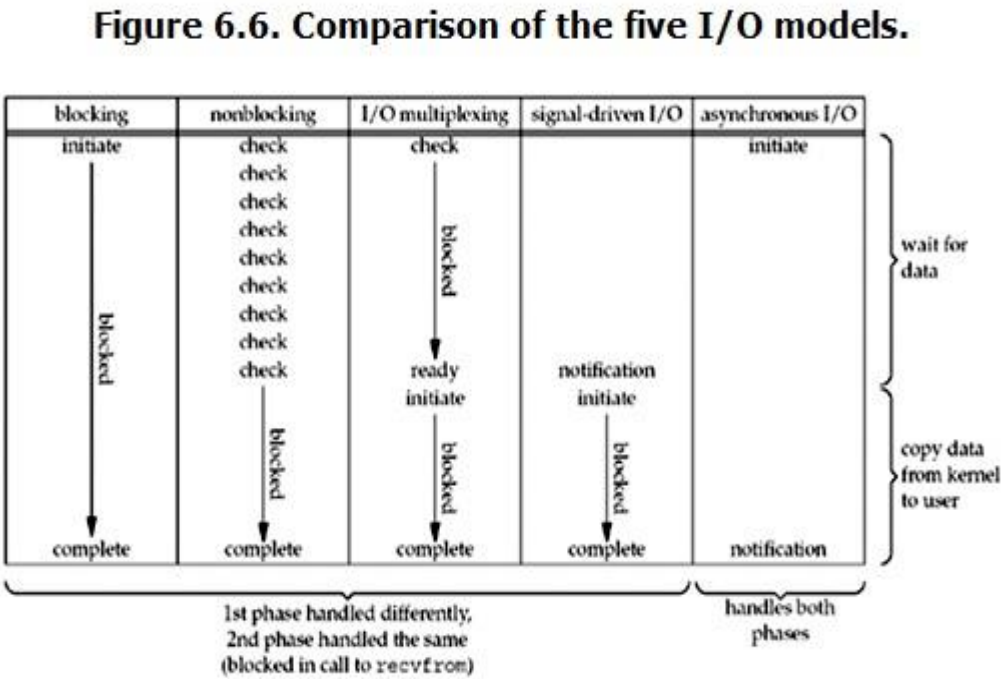 Figure 6.6. Comparison of the five I/O models.
blocking nonblocking I/O multiplexing signal-driven I/O asynchronous I/O
initiate check check initiate
check
check
check
check
check
check
check
check ready notification
initiate initiate
blocked
blocked
blocked
blocked
blocked
complete complete complete complete notification
wait for
data
copy data
from kernel
to user
1st phase handled differently,
2nd phase handled the same
(blocked in call to recvfrom)
handles both
phases